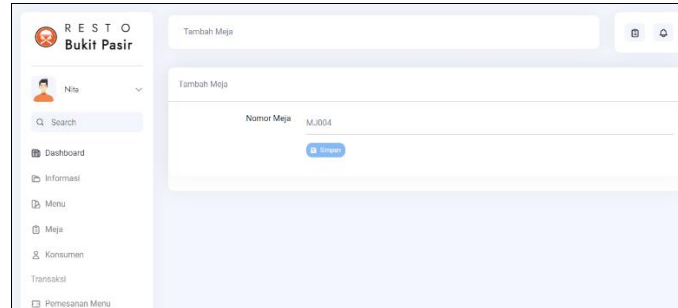 RESTO
Bukit Pasir
Tambah Meja
Nita
Search
Dashboard
Informasi
Menu
Meja
Konsumen
Transaksi
Pemesanan Menu
Tambah Meja
Nomor Meja MJ004
Simpan